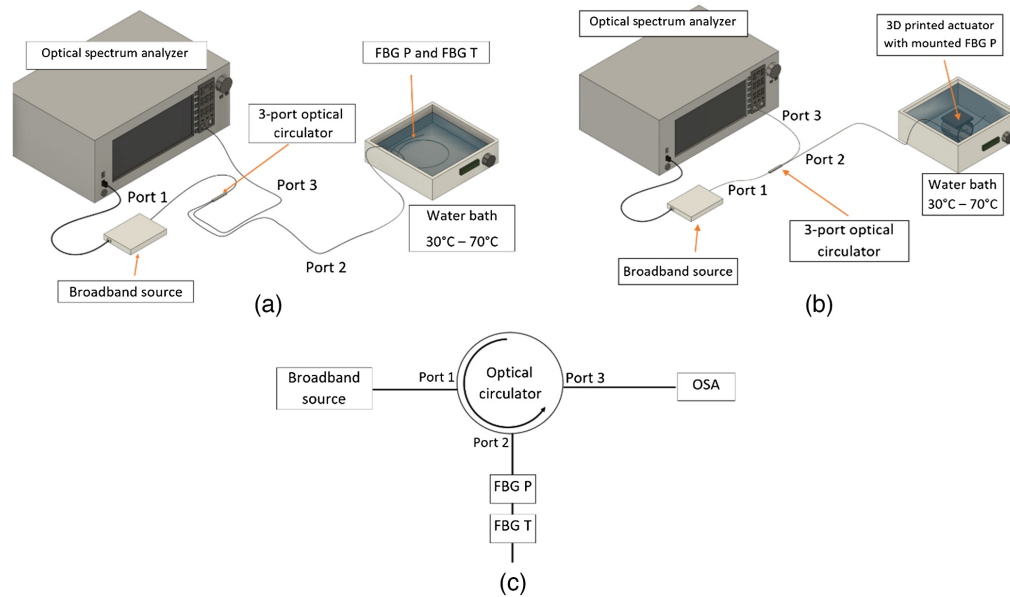 Optical spectrum analyzer
FBG P and FBG T
3-port optical
circulator
Port 1
Port 3
Water bath
30°C – 70°C
Port 2
Broadband source
(a)
Optical spectrum analyzer
3D printed actuator
with mounted FBG P
Port 3
Port 2
Port 1
Water bath
30°C – 70°C
3-port optical
circulator
Broadband source
(b)
Broadband
source
Port 1
Optical
circulator
Port 3
OSA
Port 2
FBG P
FBG T
(c)